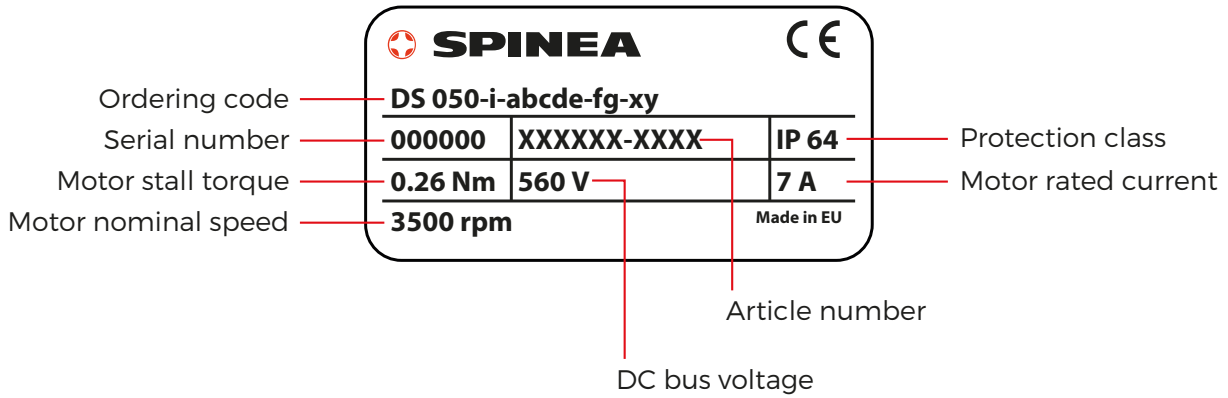 SPINEA CE
Ordering code DS 050-i-abcde-fg-xy
Serial number 000000 XXXXXX-XXXX IP 64 Protection class
Motor stall torque 0.26 Nm 560 V 7 A Motor rated current
Motor nominal speed 3500 rpm Made in EU
Article number
DC bus voltage